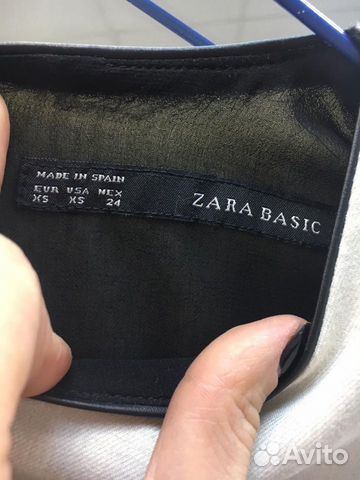 MADE IN SPAIN
EUR USA MEX
XS XS 24
ZARA BASIC
Avito